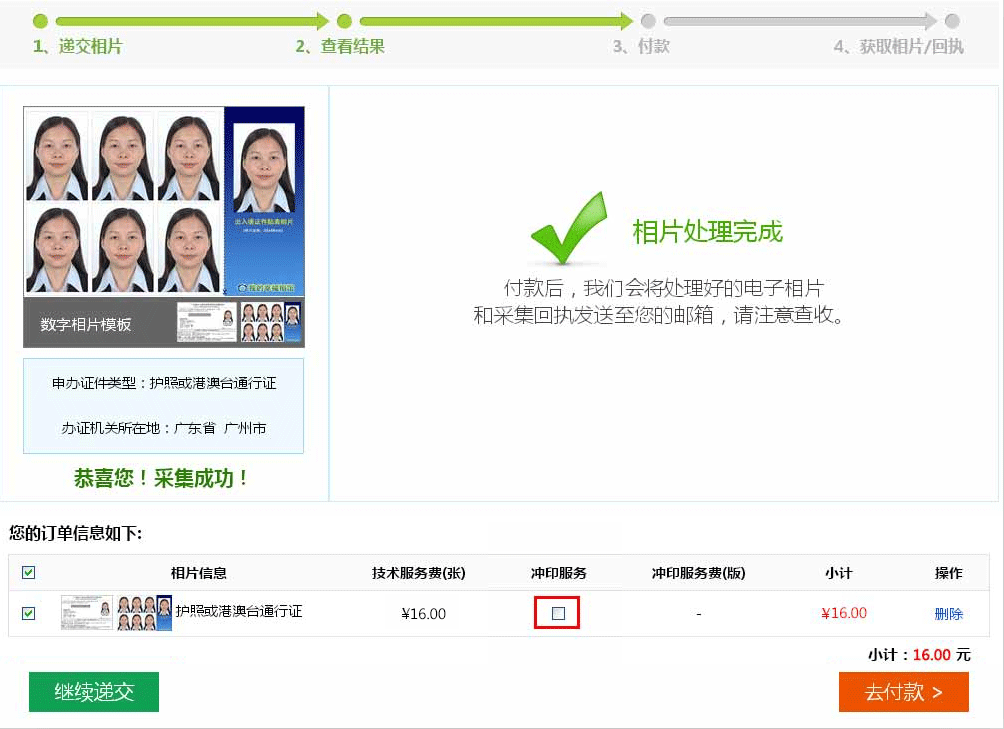 1、递交相片
2、查看结果
3、付款
4、获取相片/回执
出入境证件贴表相片
数字相片模板
申办证件类型：护照或港澳台通行证
办证机关所在地：广东省 广州市
恭喜您！采集成功！
相片处理完成
付款后，我们会将处理好的电子相片
和采集回执发送至您的邮箱，请注意查收。
您的订单信息如下:
相片信息 技术服务费(张) 冲印服务 冲印服务费(版) 小计 操作
护照或港澳台通行证 ¥16.00 - ¥16.00 删除
小计：16.00 元
继续递交
去付款 >